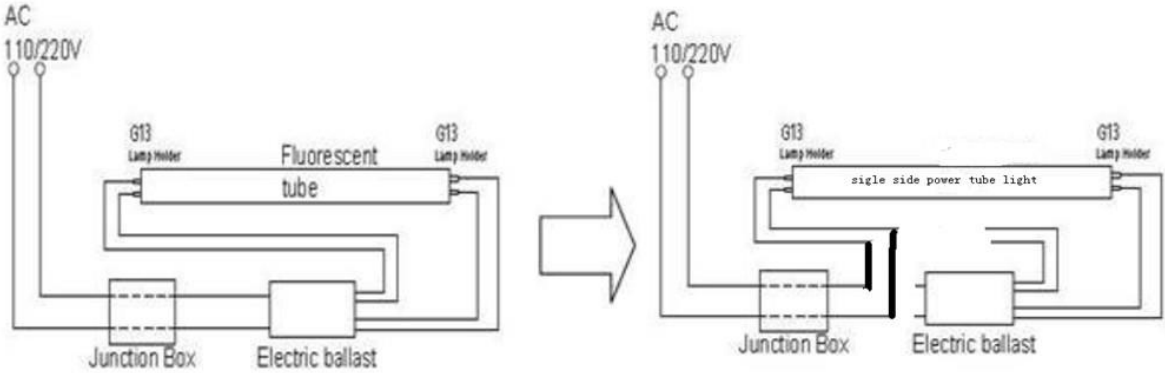 AC
110/220V
G13
Lamp Holder
Fluorescent
tube
G13
Lamp Holder
Junction Box
Electric ballast
AC
110/220V
G13
Lamp Holder
sigle side power tube light
G13
Lamp Holder
Junction Box
Electric ballast